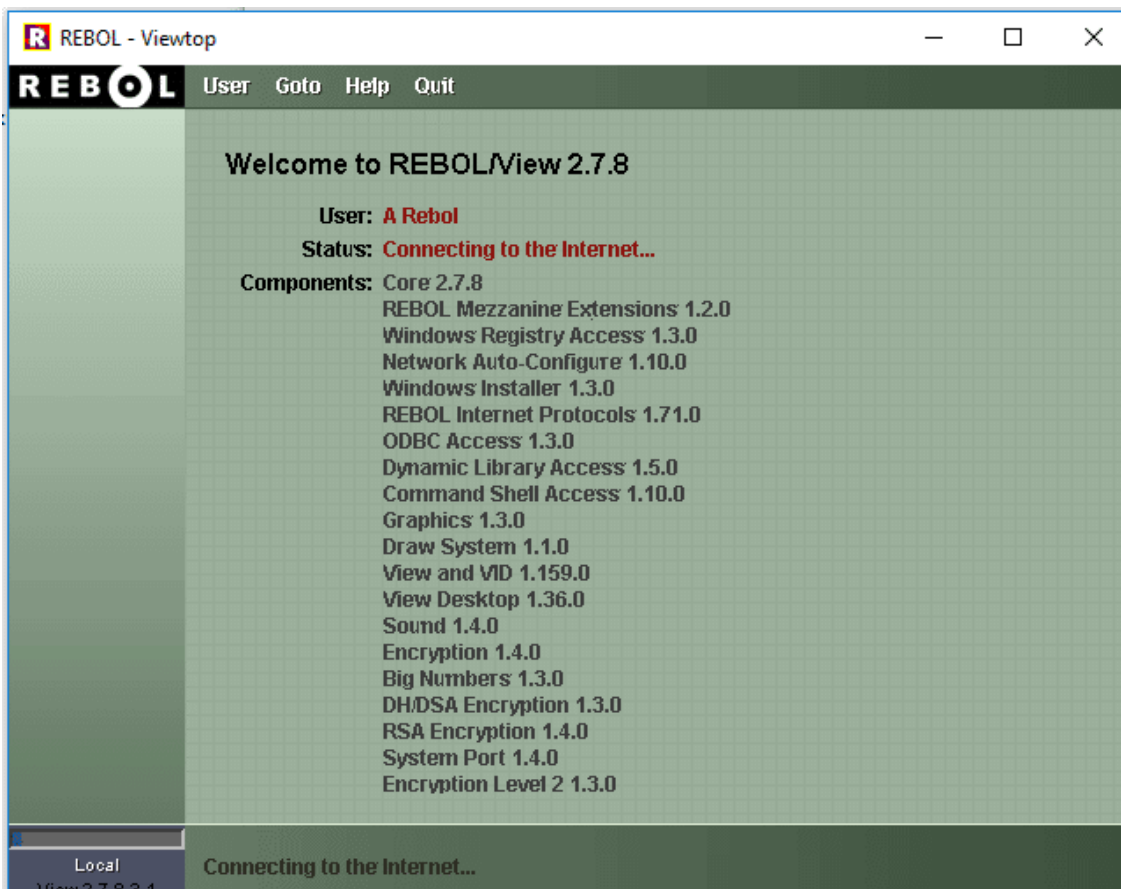 REBOL - Viewtop
REBOL User Goto Help Quit
Welcome to REBOL/View 2.7.8
User: A Rebol
Status: Connecting to the Internet...
Components: Core 2.7.8
REBOL Mezzanine Extensions 1.2.0
Windows Registry Access 1.3.0
Network Auto-Configure 1.10.0
Windows Installer 1.3.0
REBOL Internet Protocols 1.71.0
ODBC Access 1.3.0
Dynamic Library Access 1.5.0
Command Shell Access 1.10.0
Graphics 1.3.0
Draw System 1.1.0
View and VID 1.159.0
View Desktop 1.36.0
Sound 1.4.0
Encryption 1.4.0
Big Numbers 1.3.0
DH/DSA Encryption 1.3.0
RSA Encryption 1.4.0
System Port 1.4.0
Encryption Level 2 1.3.0
Local
View 2.7.8.3.1
Connecting to the Internet...